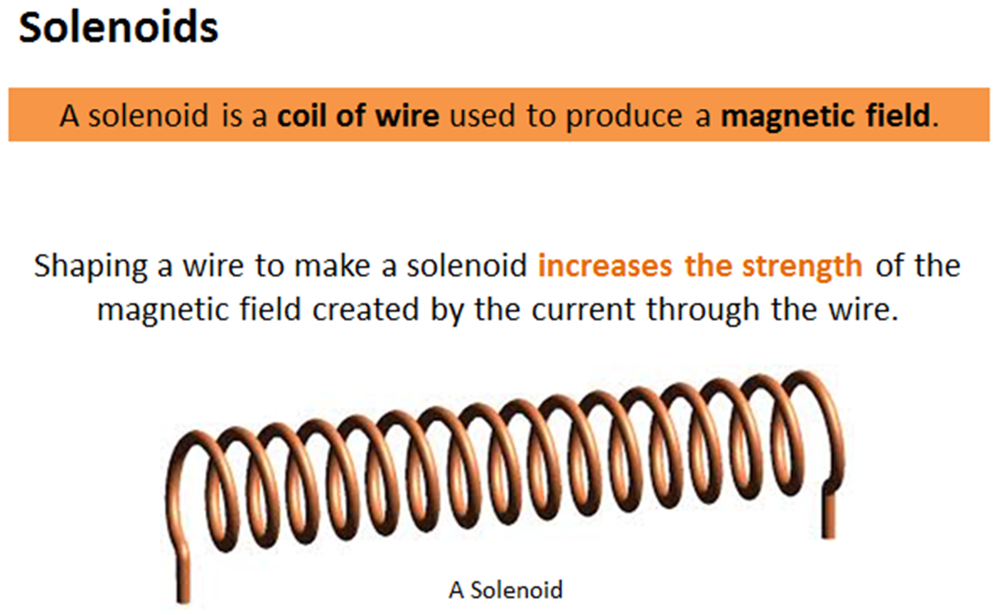 Solenoids
A solenoid is a coil of wire used to produce a magnetic field.
Shaping a wire to make a solenoid increases the strength of the
magnetic field created by the current through the wire.
A Solenoid